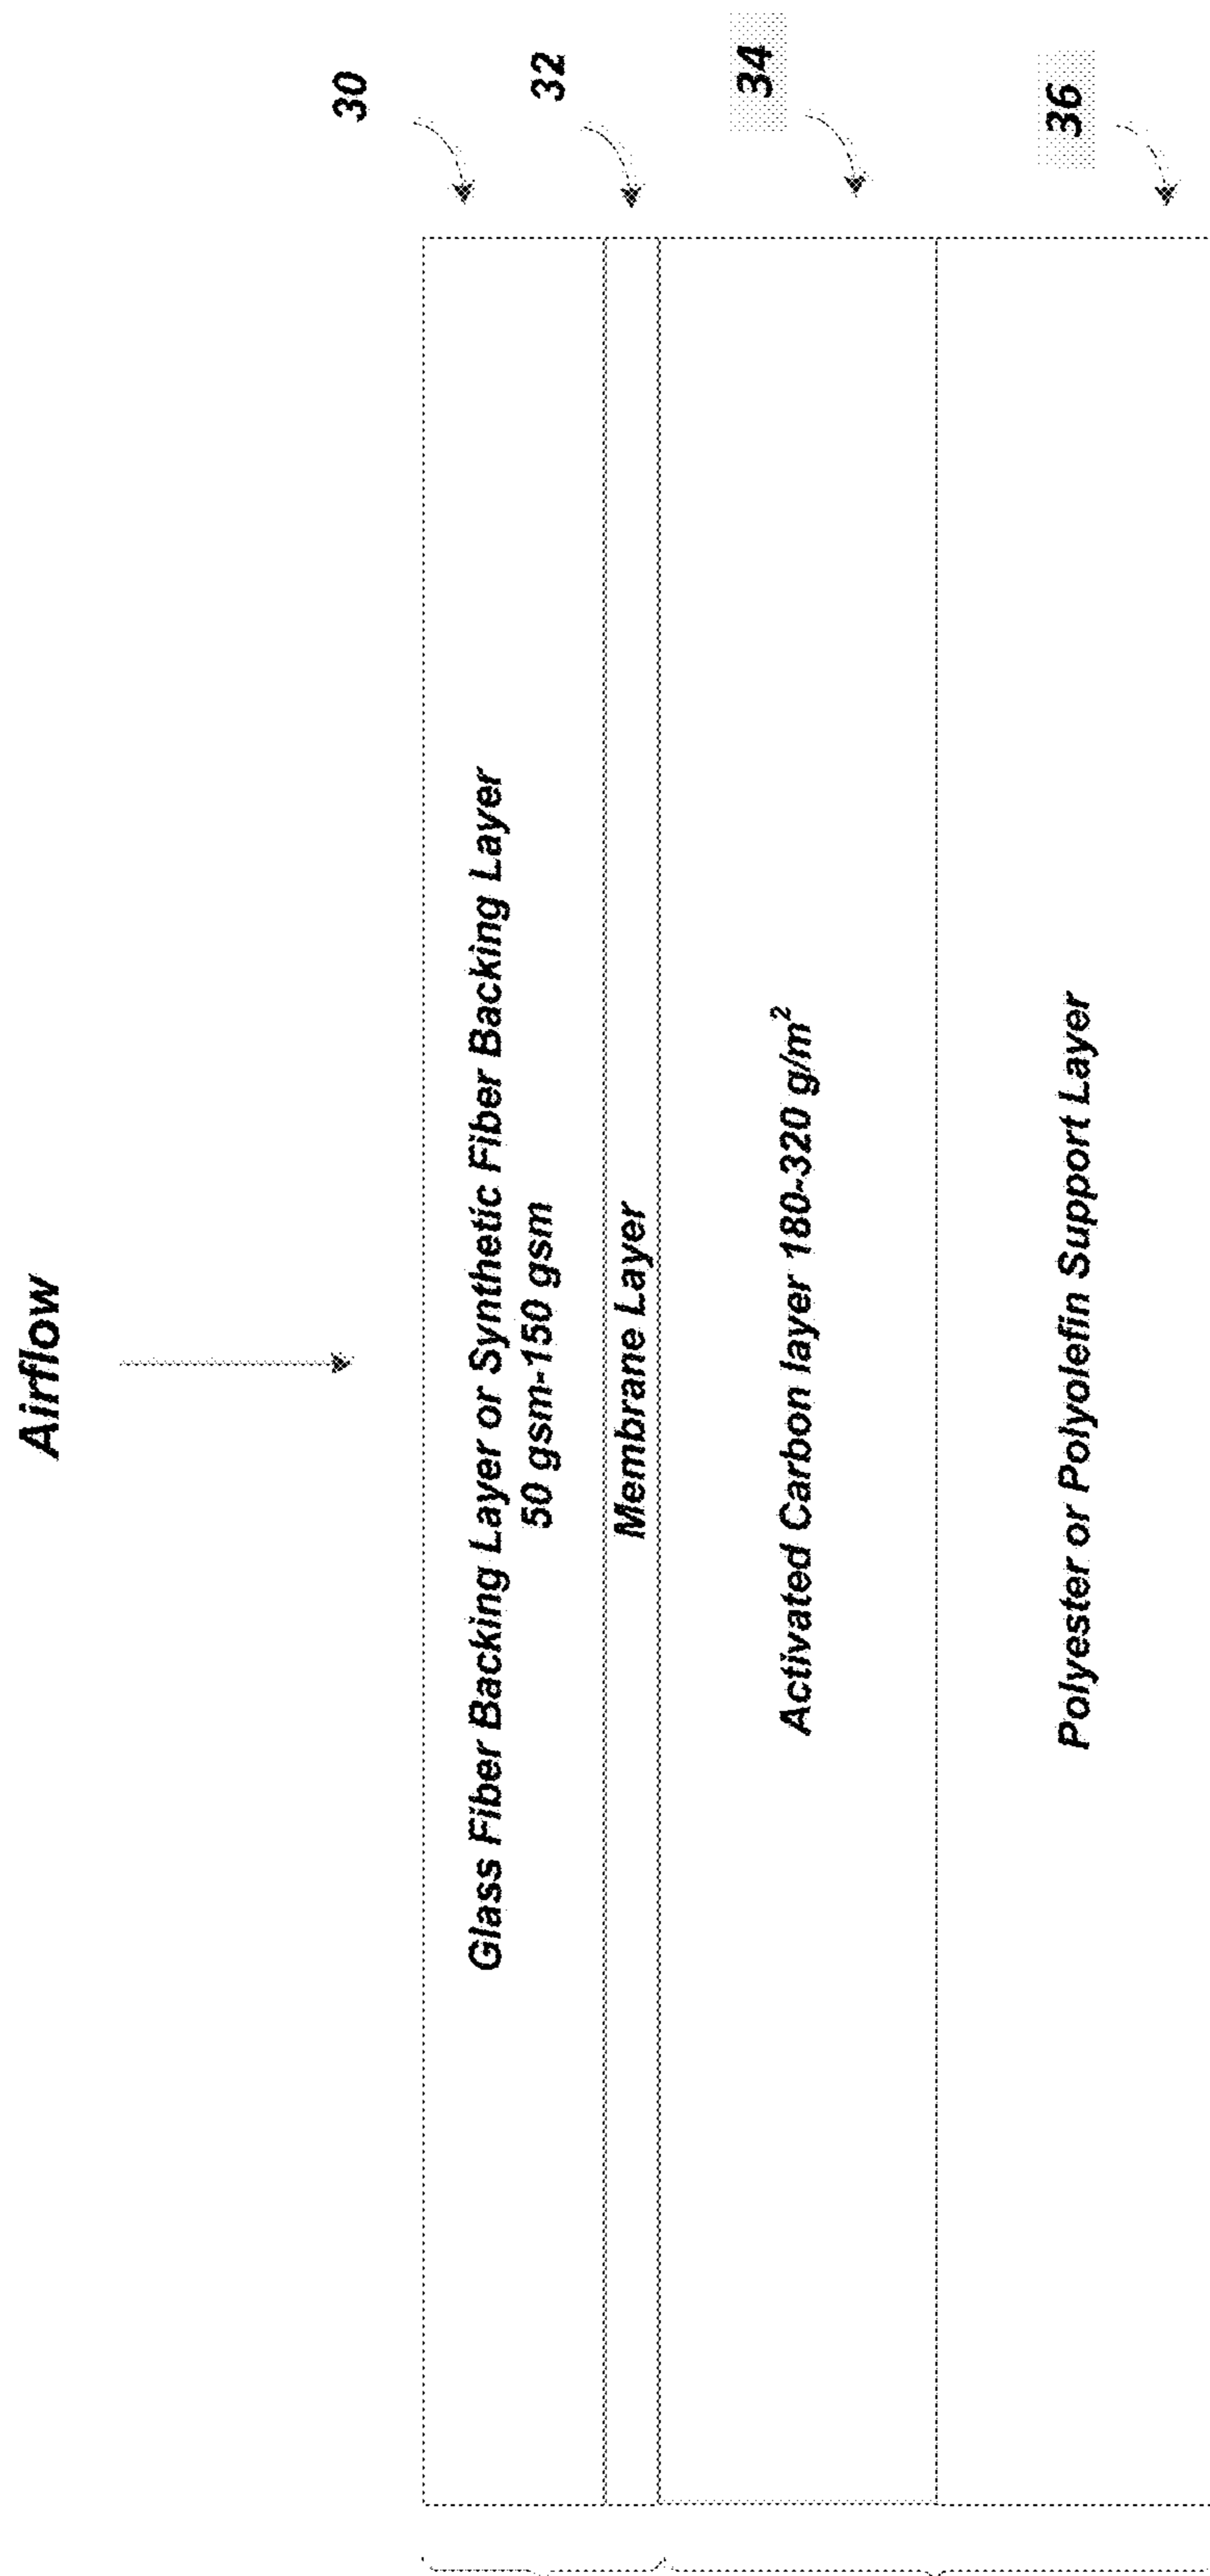 Airflow
30
32
34
36
Glass Fiber Backing Layer or Synthetic Fiber Backing Layer
50 gsm-150 gsm
Membrane Layer
Activated Carbon layer 180-320 g/m²
Polyester or Polyolefin Support Layer